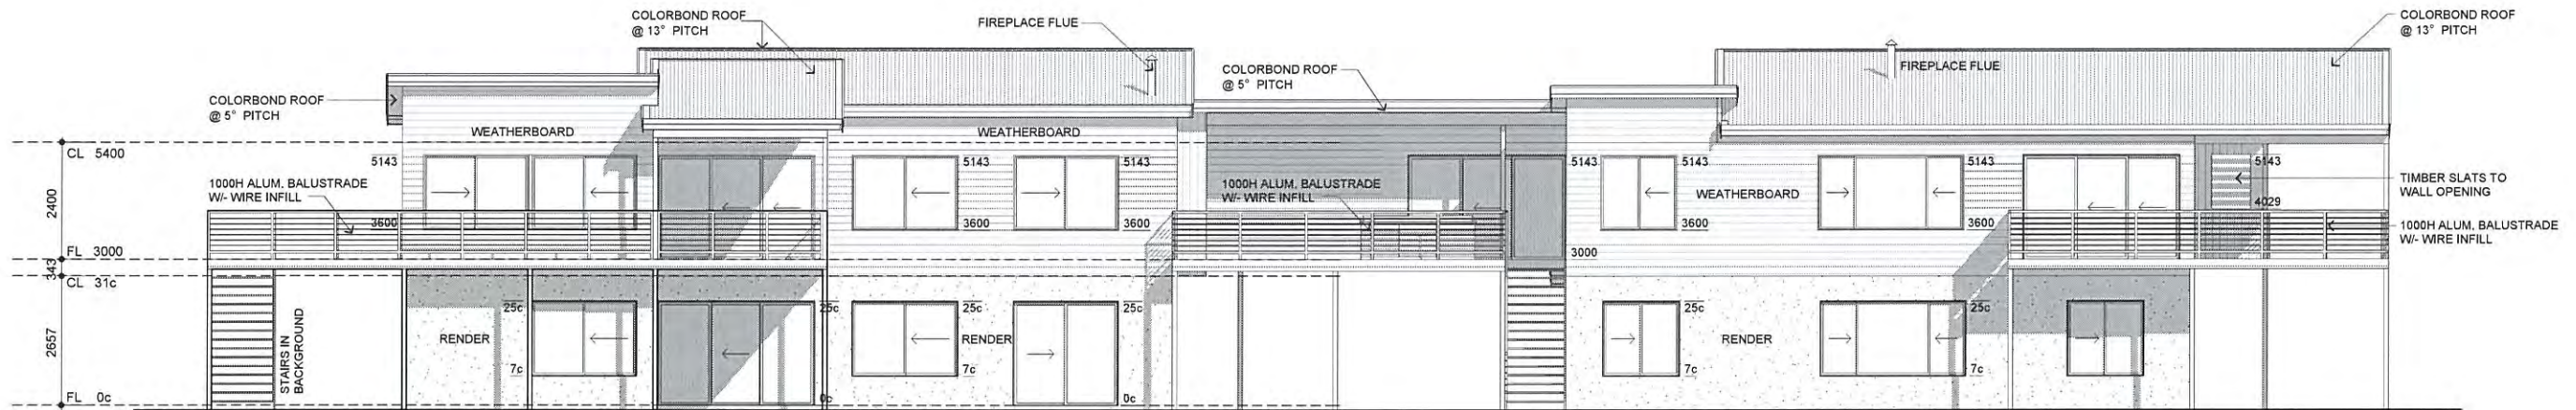 COLORBOND ROOF
@ 13° PITCH
FIREPLACE FLUE
COLORBOND ROOF
@ 13° PITCH
COLORBOND ROOF
@ 5° PITCH
FIREPLACE FLUE
COLORBOND ROOF
@ 5° PITCH
WEATHERBOARD
WEATHERBOARD
CL 5400
5143
5143
5143
5143
5143
5143
5143
1000H ALUM. BALUSTRADE
W/- WIRE INFILL
1000H ALUM. BALUSTRADE
W/- WIRE INFILL
WEATHERBOARD
TIMBER SLATS TO
WALL OPENING
2400
4029
3600
3600
3600
3600
3600
1000H ALUM. BALUSTRADE
W/- WIRE INFILL
FL 3000
3000
343
CL 31c
25c
25c
25c
25c
25c
25c
2657
STAIRS IN
BACKGROUND
RENDER
RENDER
RENDER
7c
7c
7c
7c
FL 0c
0c
0c